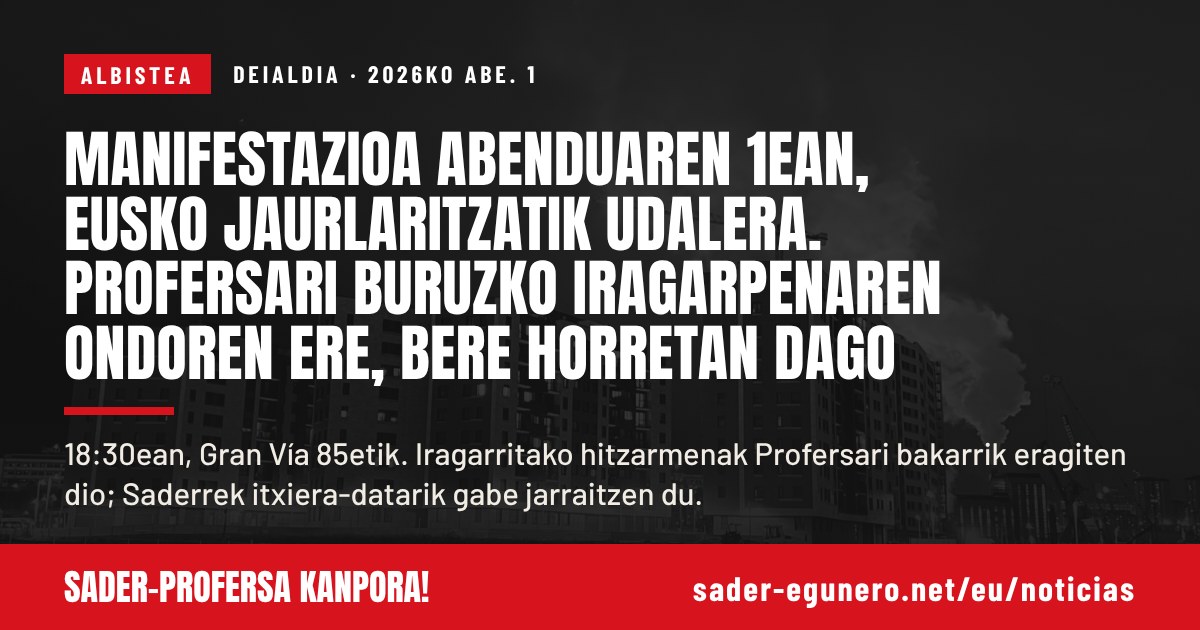 ALBISTEA DEIALDIA · 2026KO ABE. 1
MANIFESTAZIOA ABENDUAREN 1EAN,
EUSKO JAURLARITZATIK UDALERA.
PROFERSARI BURUZKO IRAGARPENAREN
ONDOREN ERE, BERE HORRETAN DAGO
18:30ean, Gran Vía 85etik. Iragarritako hitzarmenak Profersari bakarrik eragiten
dio; Saderrek itxiera-datarik gabe jarraitzen du.
SADER-PROFERSA KANPORA!
sader-egunero.net/eu/noticias